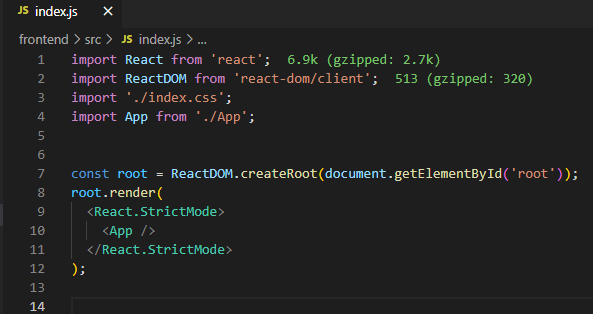 JS index.js ×
frontend > src > JS index.js > ...
1 import React from 'react'; 6.9k (gzipped: 2.7k)
2 import ReactDOM from 'react-dom/client'; 513 (gzipped: 320)
3 import './index.css';
4 import App from './App';
5
6
7 const root = ReactDOM.createRoot(document.getElementById('root'));
8 root.render(
9   <React.StrictMode>
10     <App />
11   </React.StrictMode>
12 );
13
14